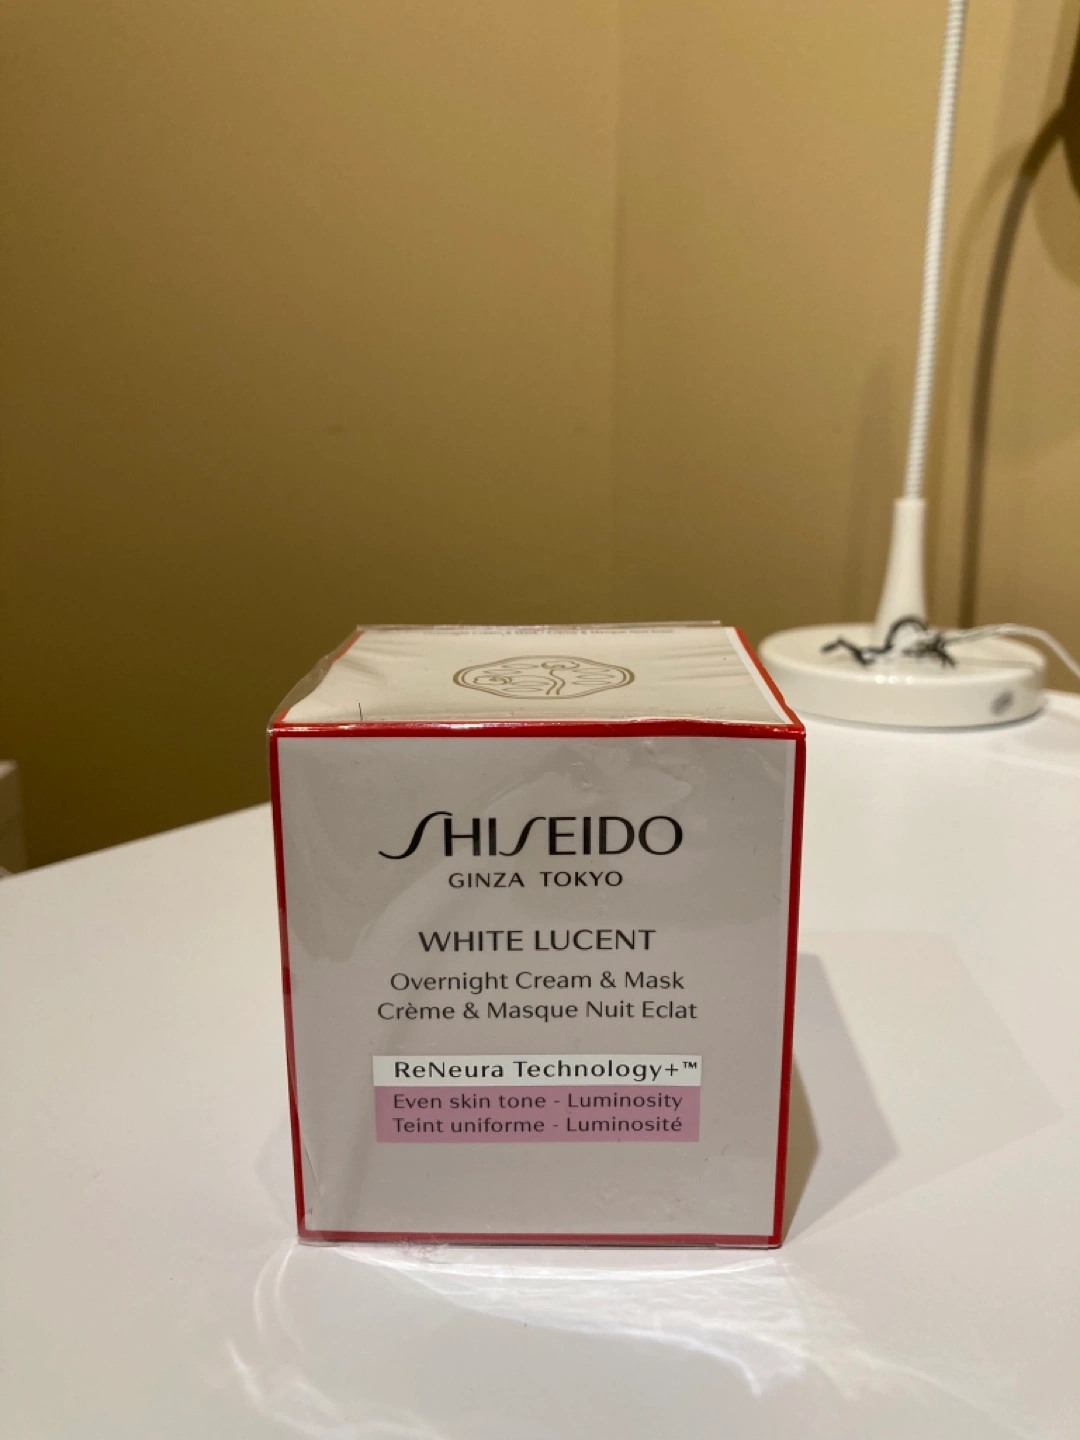 SHISEIDO
GINZA TOKYO
WHITE LUCENT
Overnight Cream & Mask
Crème & Masque Nuit Eclat
ReNeura Technology+™
Even skin tone - Luminosity
Teint uniforme - Luminosité